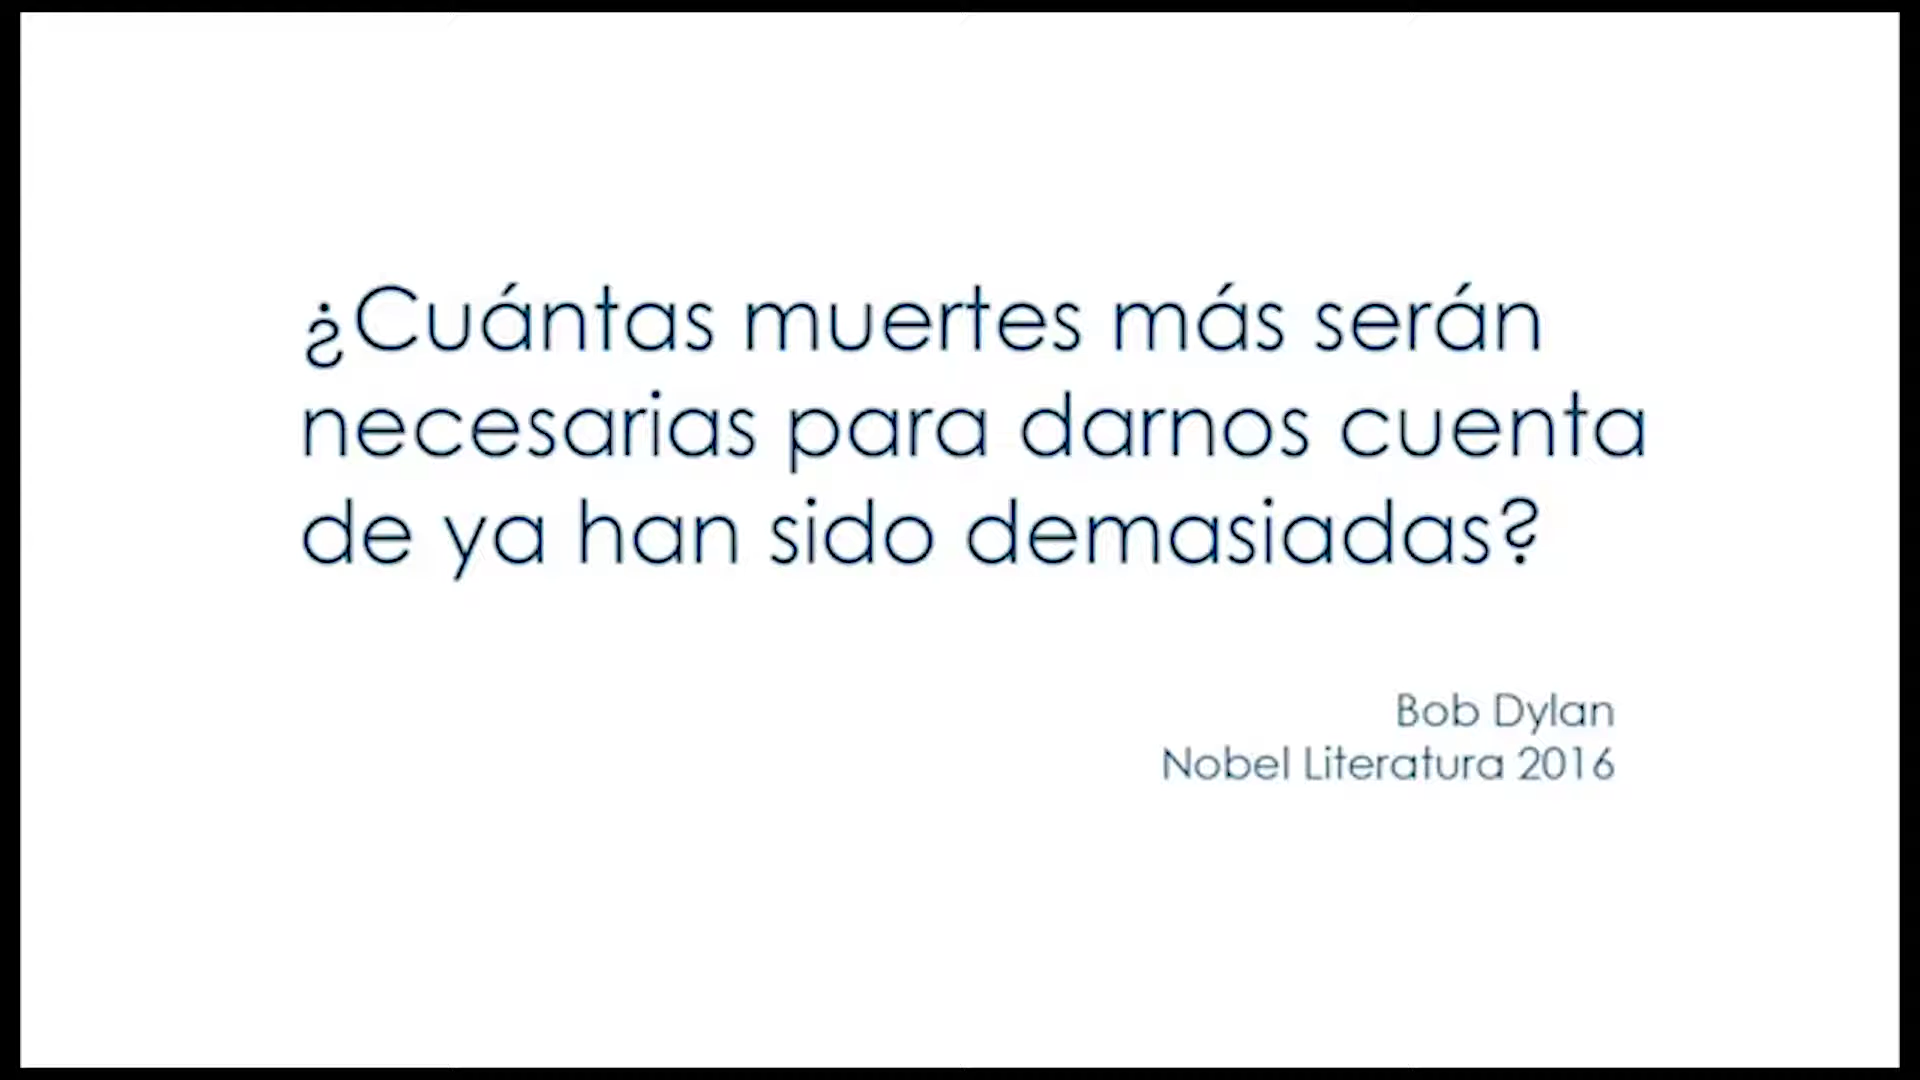 ¿Cuántas muertes más serán
necesarias para darnos cuenta
de ya han sido demasiadas?
Bob Dylan
Nobel Literatura 2016